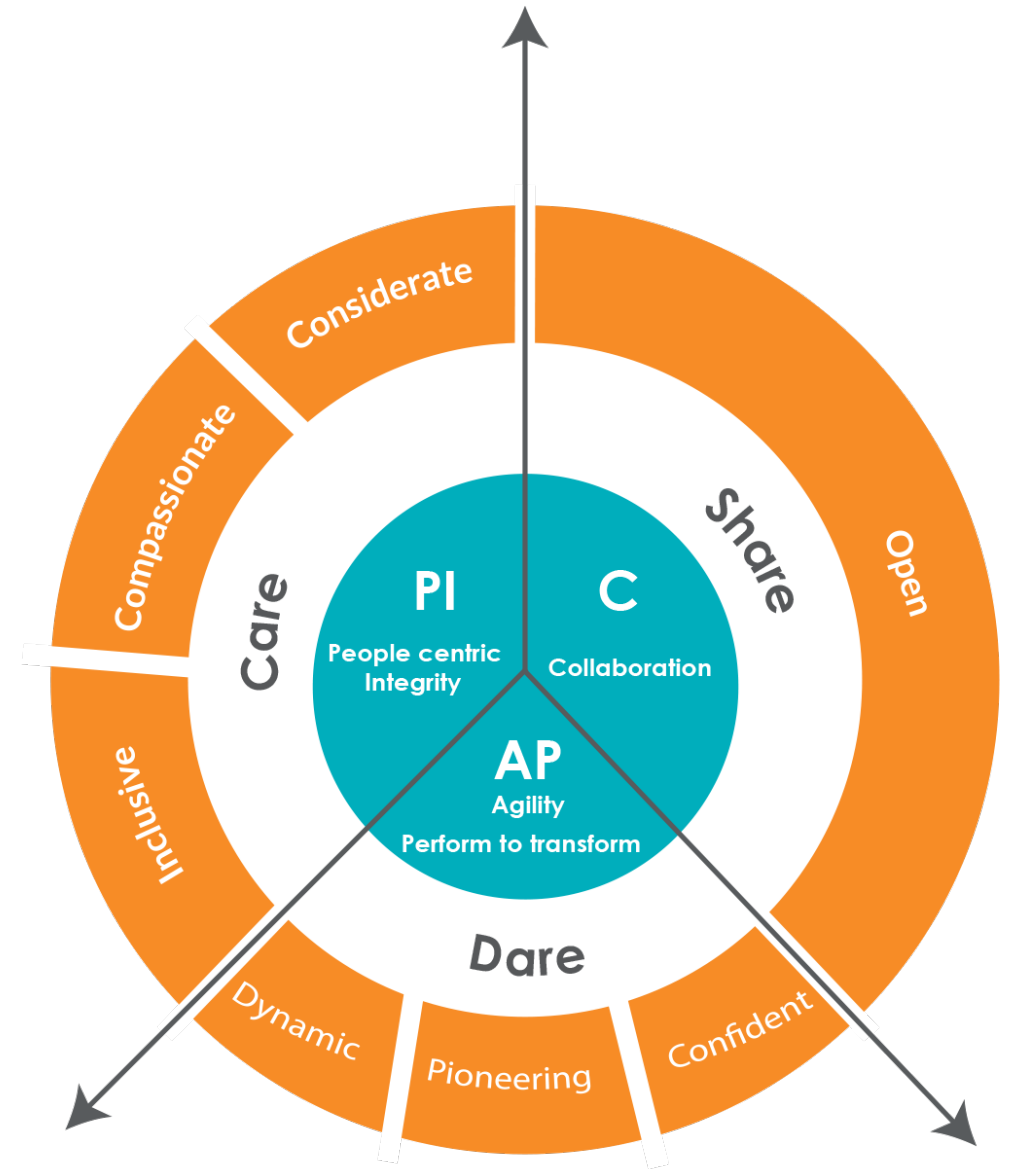 Considerate
Compassionate
Inclusive
Care
PI
People centric
Integrity
Share
C
Collaboration
Open
AP
Agility
Perform to transform
Dare
Dynamic
Pioneering
Confident